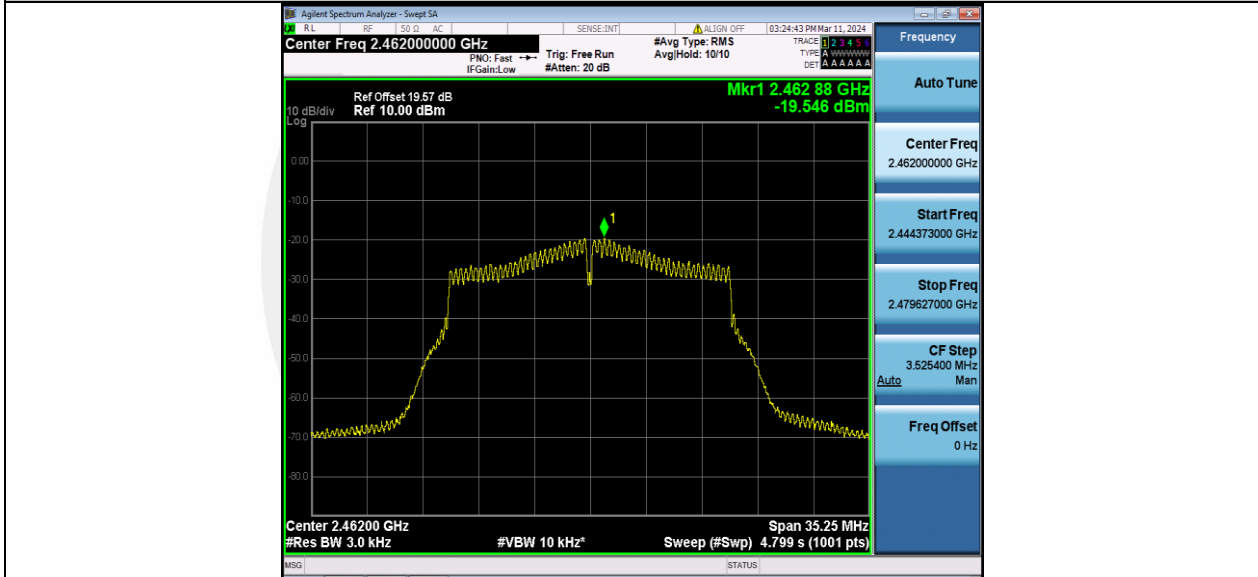 Agilent Spectrum Analyzer - Swept SA
RL RF 50 Ω AC SENSE:INT ALIGN OFF 03:24:43 PM Mar 11, 2024
Center Freq 2.462000000 GHz
PNO: Fast
IFGain:Low
Trig: Free Run
#Atten: 20 dB
#Avg Type: RMS
Avg|Hold: 10/10
TRACE 1 2 3 4 5 6
TYPE A WWWWW
DET A A A A A A
Frequency
Mkr1 2.462 88 GHz
-19.546 dBm
Ref Offset 19.57 dB
10 dB/div Ref 10.00 dBm
Log
0.00
-10.0
-20.0
-30.0
-40.0
-50.0
-60.0
-70.0
-80.0
1
Center 2.46200 GHz Span 35.25 MHz
#Res BW 3.0 kHz #VBW 10 kHz* Sweep (#Swp) 4.799 s (1001 pts)
Auto Tune
Center Freq
2.462000000 GHz
Start Freq
2.444373000 GHz
Stop Freq
2.479627000 GHz
CF Step
3.525400 MHz
Auto Man
Freq Offset
0 Hz
MSG STATUS